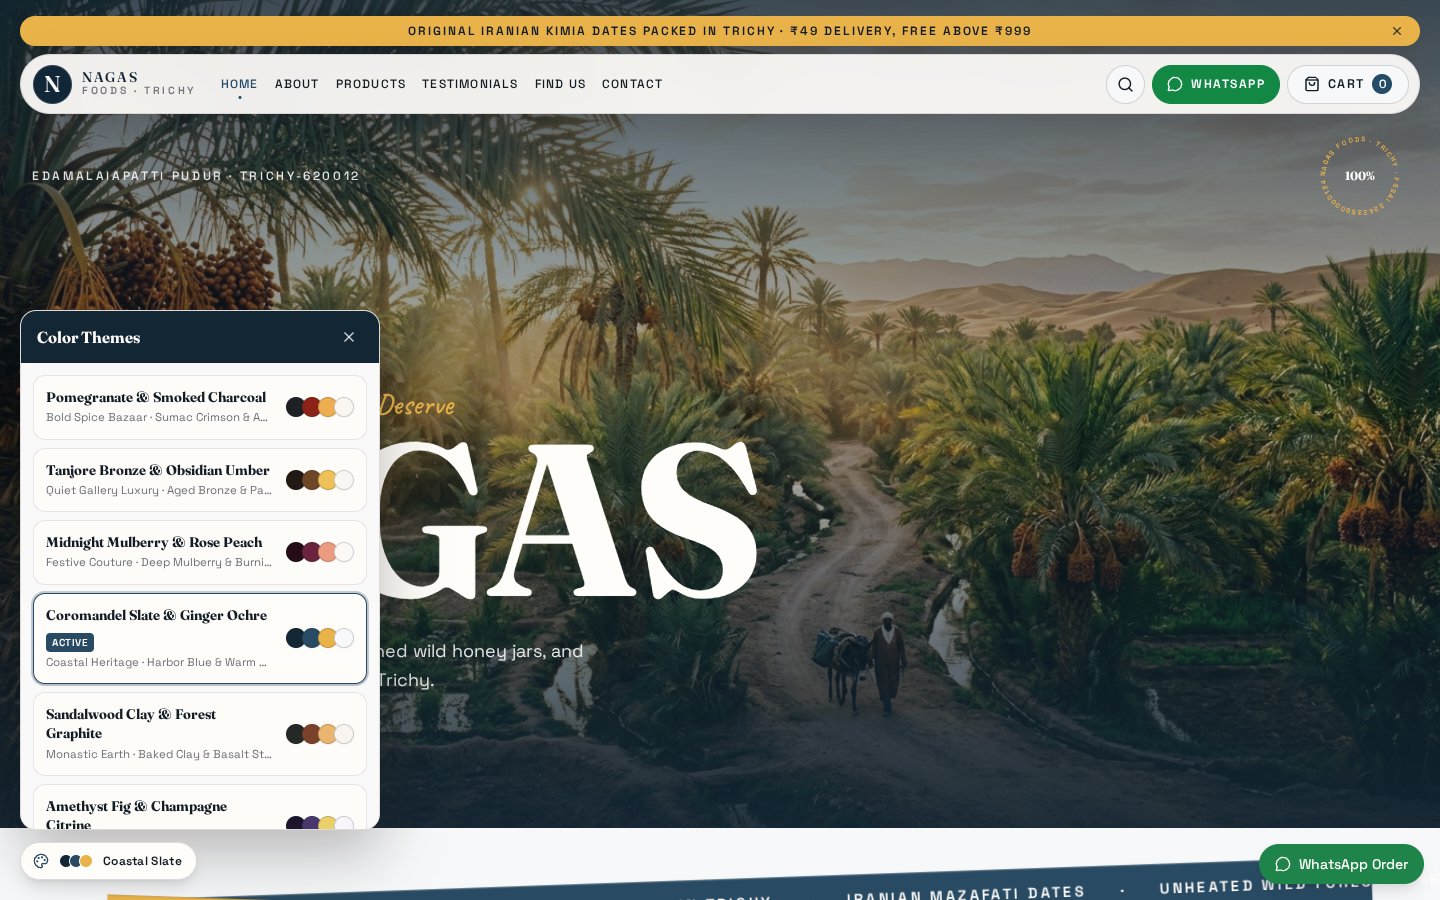 ORIGINAL IRANIAN KIMIA DATES PACKED IN TRICHY · ₹49 DELIVERY, FREE ABOVE ₹999
N
NAGAS
FOODS · TRICHY
HOME
ABOUT
PRODUCTS
TESTIMONIALS
FIND US
CONTACT
WHATSAPP
CART
0
EDAMALAIAPATTI PUDUR · TRICHY-620012
NAGAS FOODS · TRICHY · FSSAI
100%
Color Themes
Pomegranate & Smoked Charcoal
Bold Spice Bazaar · Sumac Crimson & A...
Tanjore Bronze & Obsidian Umber
Quiet Gallery Luxury · Aged Bronze & Pa...
Midnight Mulberry & Rose Peach
Festive Couture · Deep Mulberry & Burni...
Coromandel Slate & Ginger Ochre
ACTIVE
Coastal Heritage · Harbor Blue & Warm ...
Sandalwood Clay & Forest
Graphite
Monastic Earth · Baked Clay & Basalt St...
Amethyst Fig & Champagne
Citrine
Deserve
GAS
ned wild honey jars, and
Trichy.
Coastal Slate
WhatsApp Order
TRICHY
IRANIAN MAZAFATI DATES
·
UNHEATED WILD